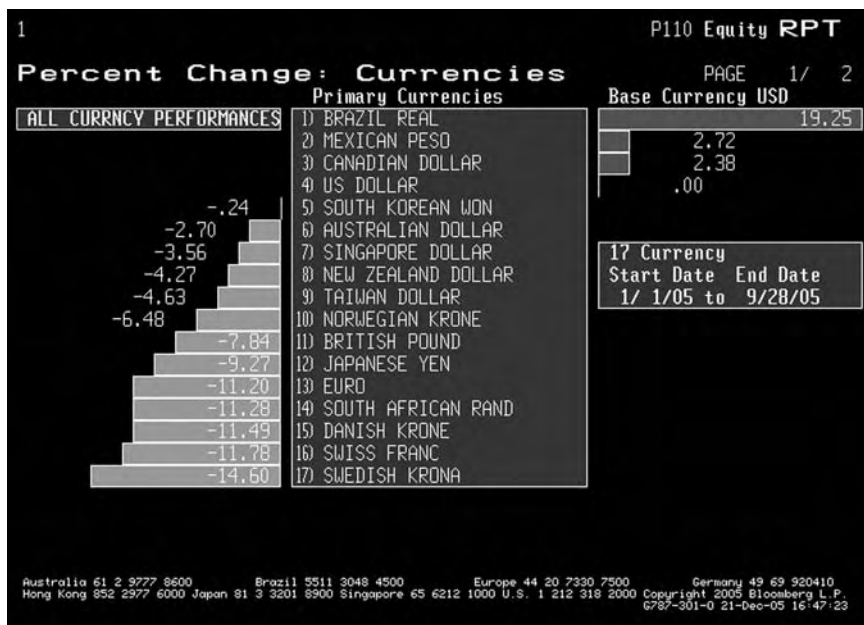 1 P110 Equity RPT
Percent Change: Currencies PAGE 1/ 2
Primary Currencies Base Currency USD
ALL CURRNCY PERFORMANCES 1) BRAZIL REAL 19.25
2) MEXICAN PESO 2.72
3) CANADIAN DOLLAR 2.38
4) US DOLLAR .00
-.24 5) SOUTH KOREAN WON
-2.70 6) AUSTRALIAN DOLLAR
-3.56 7) SINGAPORE DOLLAR 17 Currency
-4.27 8) NEW ZEALAND DOLLAR Start Date End Date
-4.63 9) TAIWAN DOLLAR 1/ 1/05 to 9/28/05
-6.48 10) NORWEGIAN KRONE
-7.84 11) BRITISH POUND
-9.27 12) JAPANESE YEN
-11.20 13) EURO
-11.28 14) SOUTH AFRICAN RAND
-11.49 15) DANISH KRONE
-11.78 16) SWISS FRANC
-14.60 17) SWEDISH KRONA
Australia 61 2 9777 8600 Brazil 5511 3048 4500 Europe 44 20 7330 7500 Germany 49 69 920410
Hong Kong 852 2977 6000 Japan 81 3 3201 8900 Singapore 65 6212 1000 U.S. 1 212 318 2000 Copyright 2005 Bloomberg L.P.
G787-301-0 21-Dec-05 16:47:23